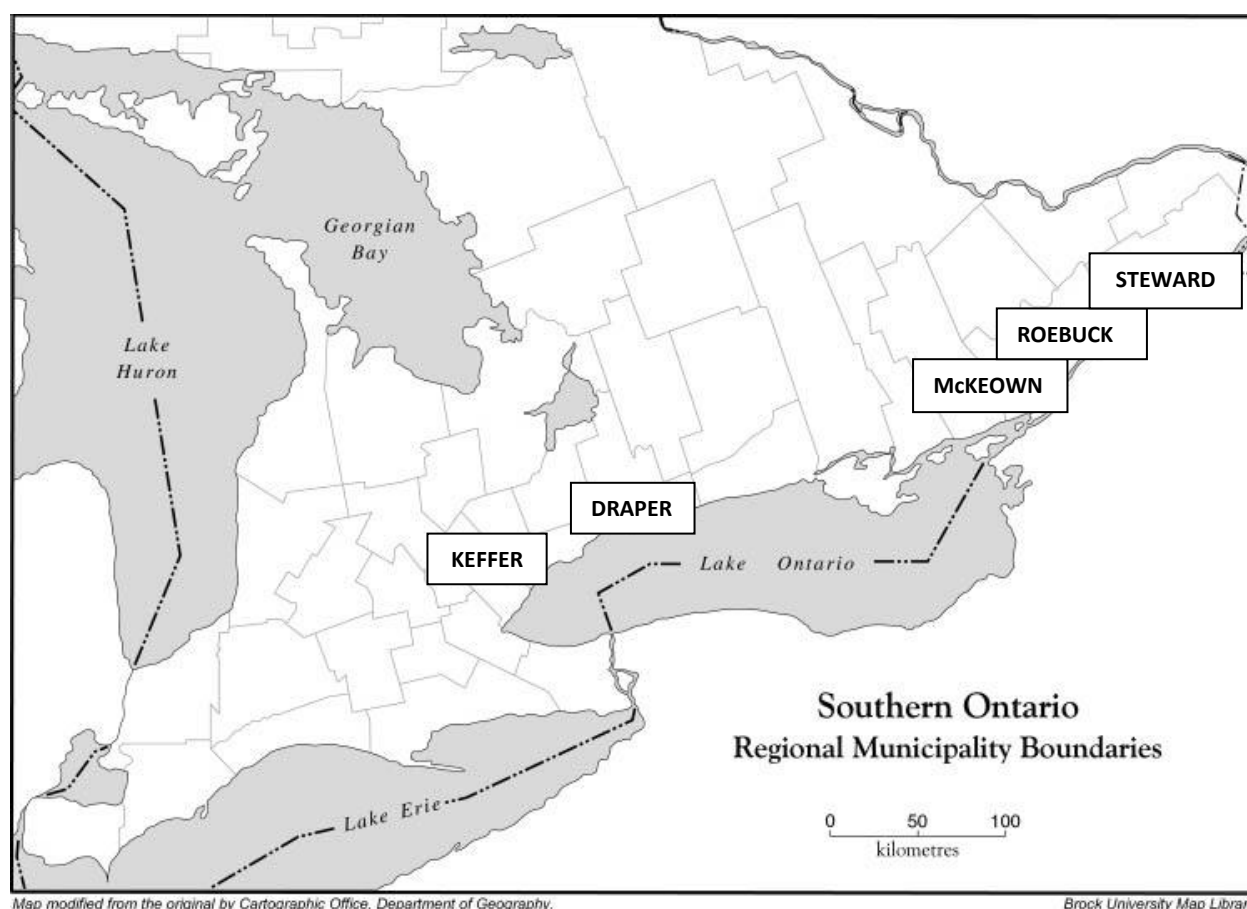 Georgian
Bay
STEWARD
ROEBUCK
Lake
Huron
McKEOWN
DRAPER
KEFFER
Lake Ontario
Southern Ontario
Regional Municipality Boundaries
Lake Erie
0 50 100
kilometres
Map modified from the original by Cartographic Office, Department of Geography.
Brock University Map